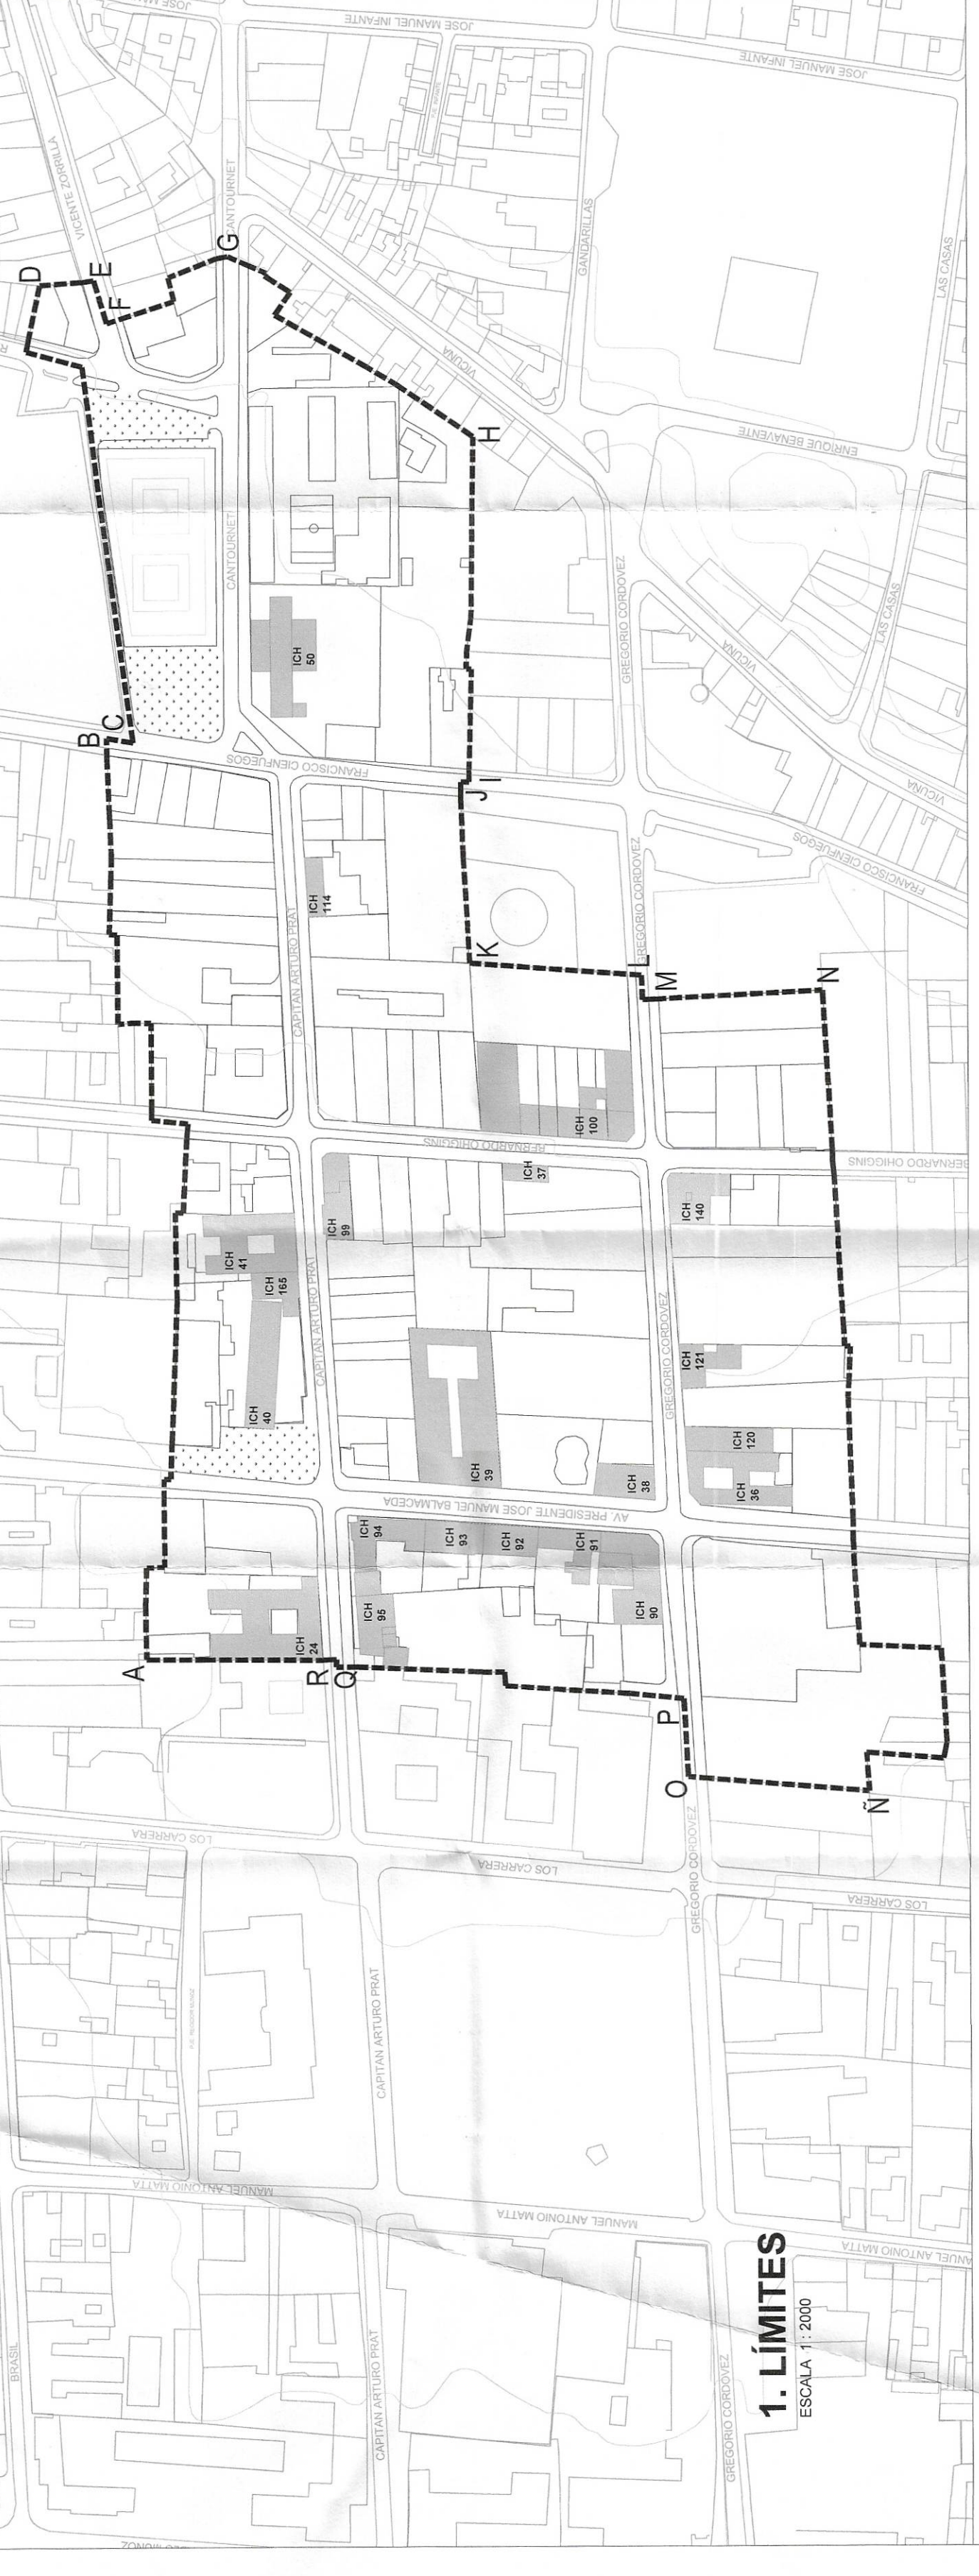 1. LÍMITES
ESCALA 1 : 2000
BRASIL
MANUEL ANTONIO MATTA
MANUEL ANTONIO MATTA
ANUEL ANTONIO MATTA
CAPITAN ARTURO PRAT
CAPITAN ARTURO PRAT
CAPITAN ARTURO PRAT
CAPITAN ARTURO PRAT
GREGORIO CORDOVEZ
GREGORIO CORDOVEZ
GREGORIO CORDOVEZ
GREGORIO CORDOVEZ
GREGORIO CORDOVEZ
LOS CARRERA
LOS CARRERA
LOS CARRERA
AV. PRESIDENTE JOSE MANUEL BALMACEDA
BERNARDO OHIGGINS
BERNARDO OHIGGINS
FRANCISCO CIENFUEGOS
FRANCISCO CIENFUEGOS
CANTOURNET
CANTOURNET
VICENTE ZORRILLA
VICUÑA
VICUÑA
VICUÑA
GANDARILLAS
ENRIQUE BENAVENTE
LAS CASAS
LAS CASAS
JOSE MANUEL INFANTE
JOSE MANUEL INFANTE
JOSE
A
B
C
D
E
F
G
H
I
J
K
L
M
N
Ñ
O
P
Q
R
ICH
24
ICH
95
ICH
94
ICH
93
ICH
92
ICH
91
ICH
90
ICH
40
ICH
165
ICH
41
ICH
39
ICH
38
ICH
36
ICH
120
ICH
121
ICH
140
ICH
99
ICH
37
ICH
100
ICH
114
ICH
50